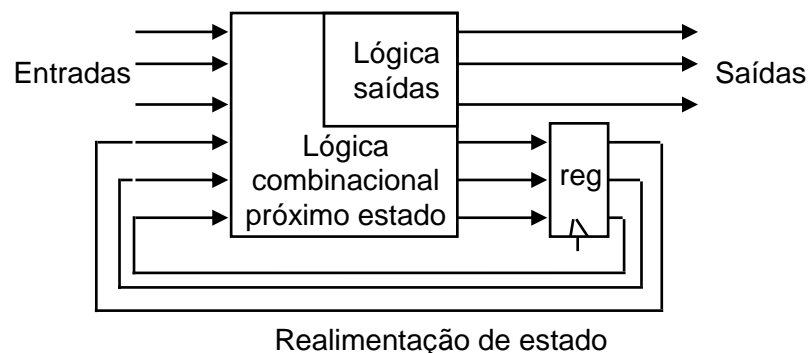 Entradas
Lógica
saídas
Saídas
Lógica
combinacional
próximo estado
reg
Realimentação de estado